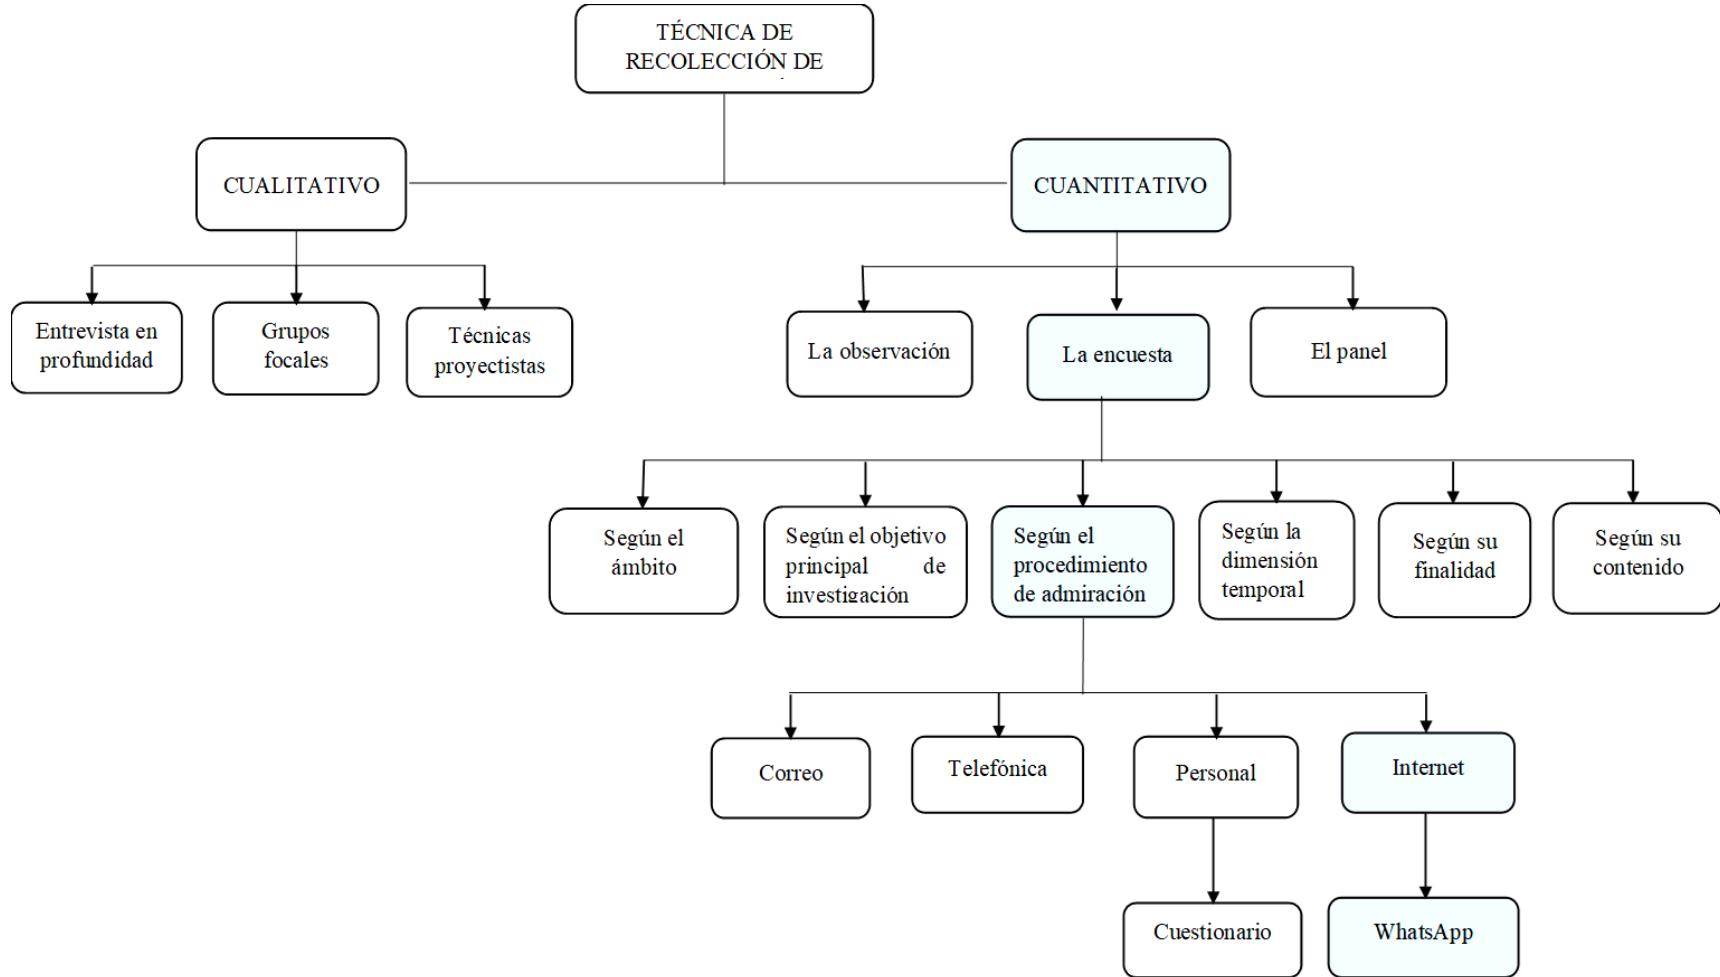 TÉCNICA DE
RECOLECCIÓN DE
CUALITATIVO
CUANTITATIVO
Entrevista en
profundidad
Grupos
focales
Técnicas
proyectistas
La observación
La encuesta
El panel
Según el
ámbito
Según el objetivo
principal de
investigación
Según el
procedimiento
de admiración
Según la
dimensión
temporal
Según su
finalidad
Según su
contenido
Correo
Telefónica
Personal
Internet
Cuestionario
WhatsApp